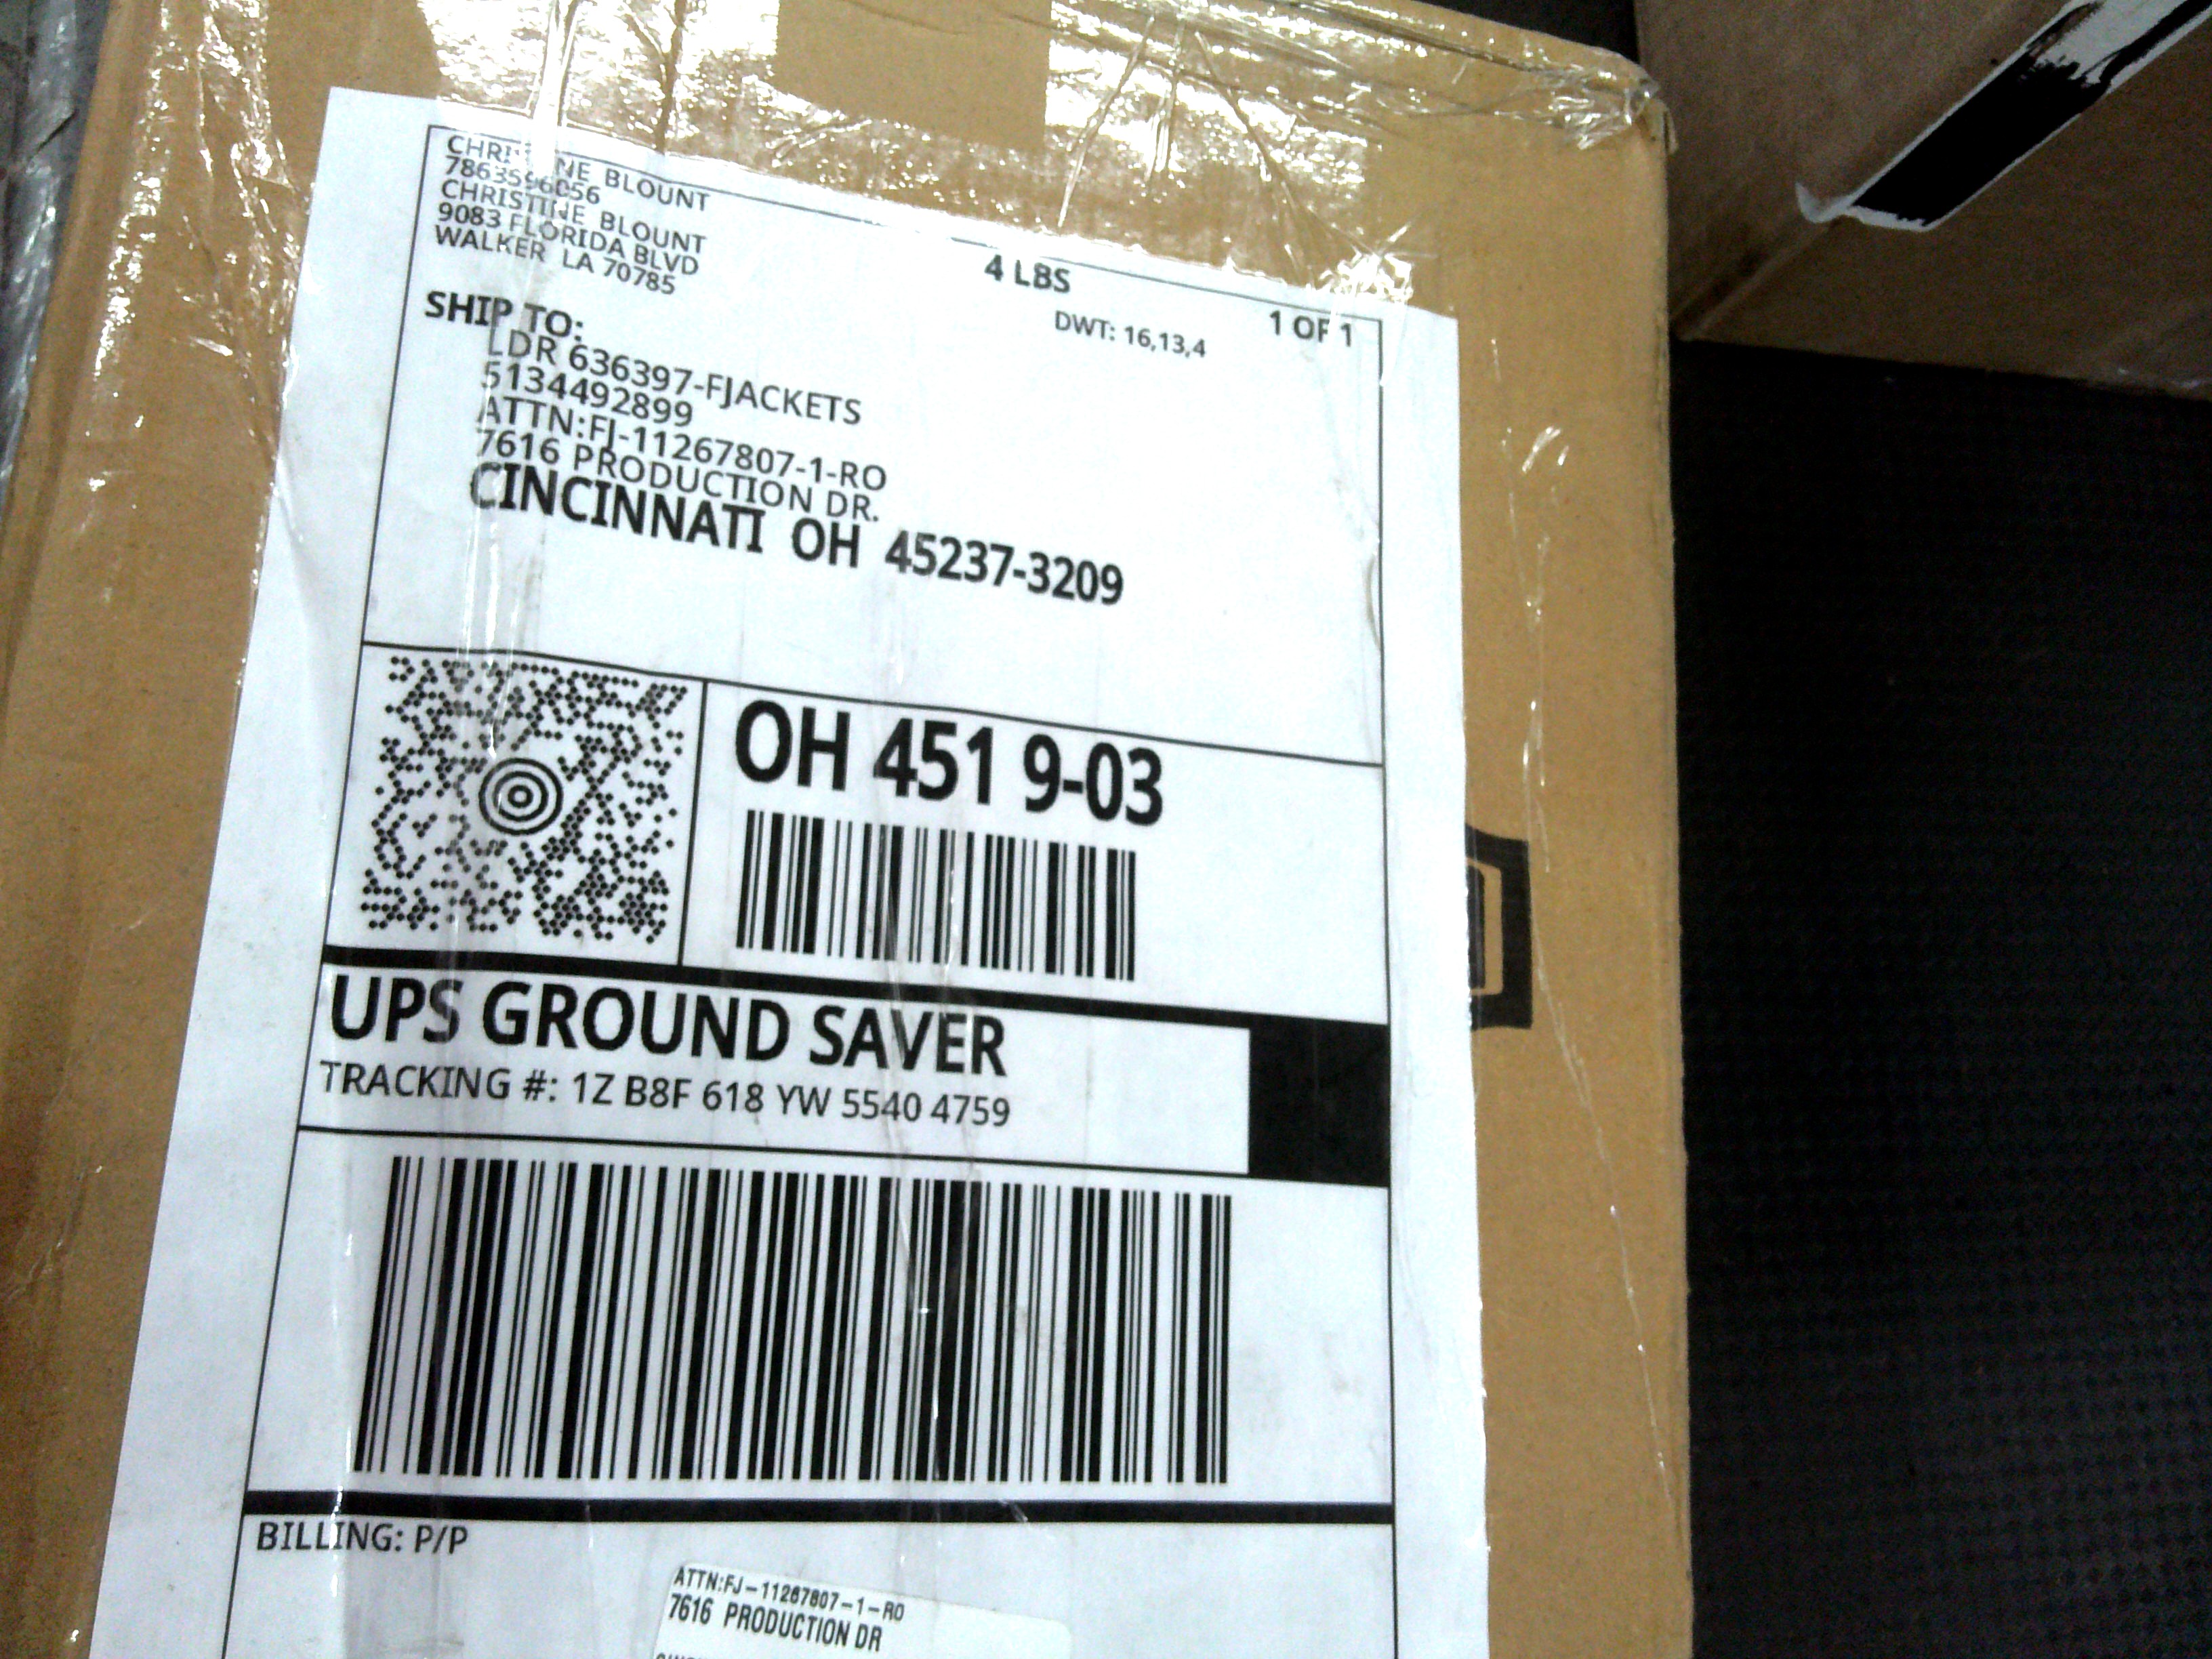 CHRISTINE BLOUNT
CHRISTINE BLOUNT
9083 FLORIDA BLVD
WALKER LA 70785
4 LBS
1 OF 1
DWT: 16,13,4
SHIP TO:
LDR 636397-FJACKETS
5134492899
ATTN:FJ-11267807-1-RO
7616 PRODUCTION DR.
CINCINNATI OH 45237-3209
OH 451 9-03
UPS GROUND SAVER
TRACKING #: 1Z B8F 618 YW 5540 4759
BILLING: P/P
ATTN:FJ-11267807-1-RO
7616 PRODUCTION DR